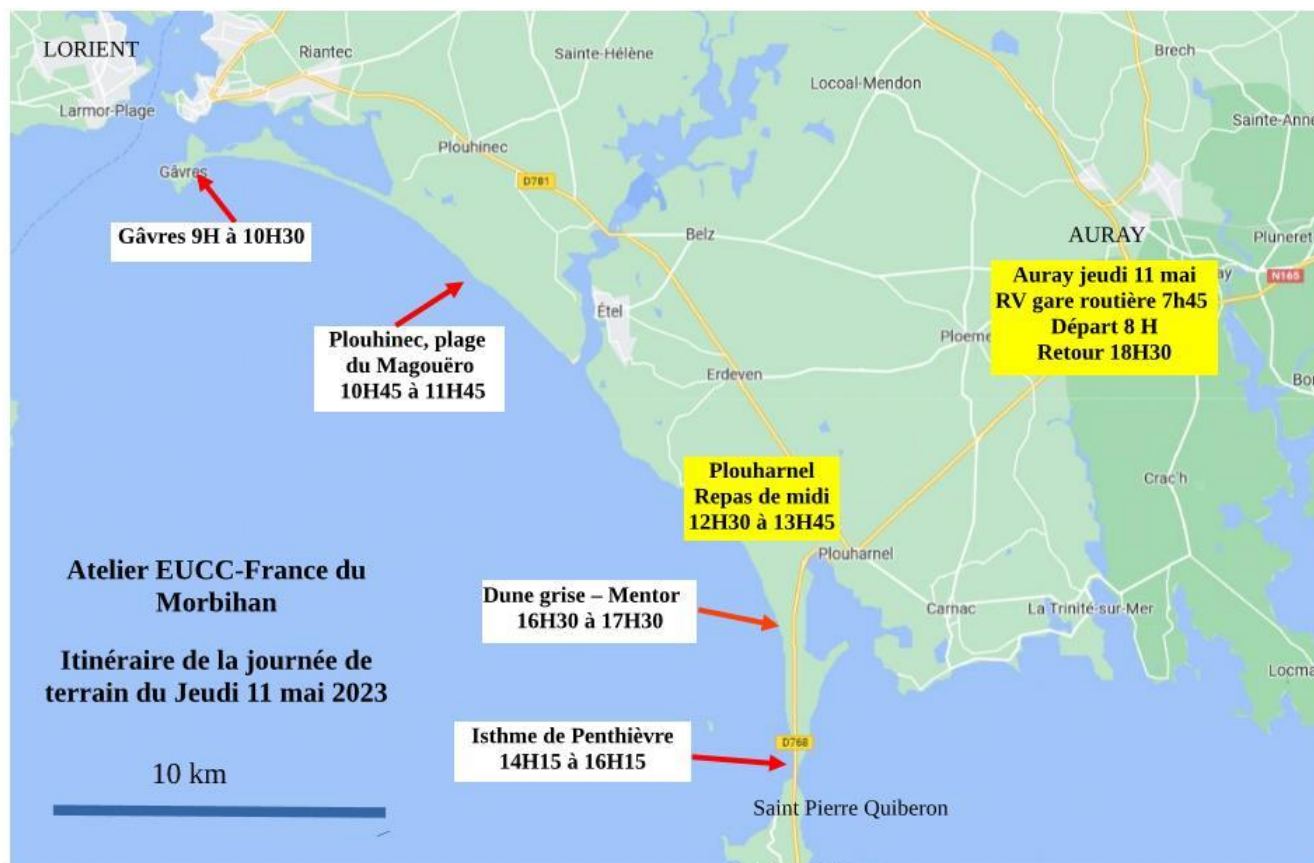 LORIENT
Riantec
Sainte-Hélène
Brech
Locoal-Mendon
Larmor-Plage
Sainte-Anne
Plouhinec
Gâvres
D781
Gâvres 9H à 10H30
Belz
AURAY
Pluneret
Auray jeudi 11 mai
RV gare routière 7h45
Départ 8 H
Retour 18H30
ay
N165
Étel
Plouhinec, plage
du Magouëro
10H45 à 11H45
Ploeme
Erdeven
Bon
Plouharnel
Repas de midi
12H30 à 13H45
Crac'h
Plouharnel
Atelier EUCC-France du
Morbihan
Dune grise – Mentor
16H30 à 17H30
Carnac
La Trinité-sur-Mer
Itinéraire de la journée de
terrain du Jeudi 11 mai 2023
Locma
Isthme de Penthièvre
14H15 à 16H15
D768
10 km
Saint Pierre Quiberon